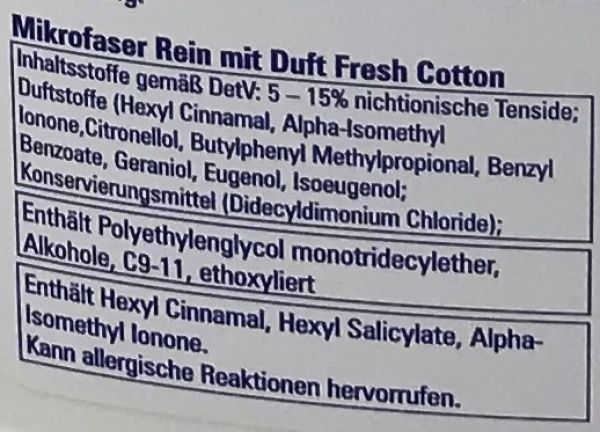 Mikrofaser Rein mit Duft Fresh Cotton
Inhaltsstoffe gemäß DetV: 5 – 15% nichtionische Tenside;
Duftstoffe (Hexyl Cinnamal, Alpha-Isomethyl
Ionone,Citronellol, Butylphenyl Methylpropional, Benzyl
Benzoate, Geraniol, Eugenol, Isoeugenol;
Konservierungsmittel (Didecyldimonium Chloride);
Enthält Polyethylenglycol monotridecylether,
Alkohole, C9-11, ethoxyliert
Enthält Hexyl Cinnamal, Hexyl Salicylate, Alpha-
Isomethyl Ionone.
Kann allergische Reaktionen hervorrufen.